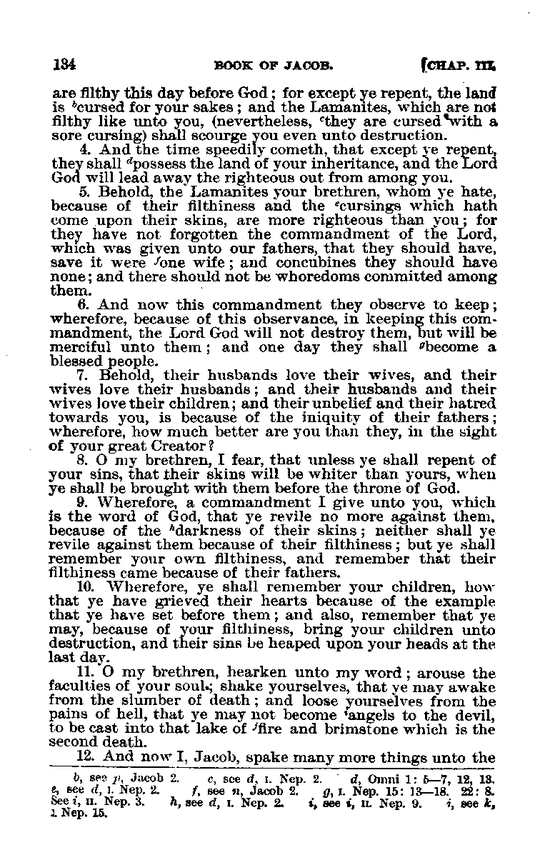 134 BOOK OF JACOB. [CHAP. III.
are filthy this day before God; for except ye repent, the land
is ᵇcursed for your sakes; and the Lamanites, which are not
filthy like unto you, (nevertheless, ᶜthey are cursed with a
sore cursing) shall scourge you even unto destruction.
4. And the time speedily cometh, that except ye repent,
they shall ᵈpossess the land of your inheritance, and the Lord
God will lead away the righteous out from among you.
5. Behold, the Lamanites your brethren, whom ye hate,
because of their filthiness and the ᵉcursings which hath
come upon their skins, are more righteous than you; for
they have not forgotten the commandment of the Lord,
which was given unto our fathers, that they should have,
save it were ᶠone wife; and concubines they should have
none; and there should not be whoredoms committed among
them.
6. And now this commandment they observe to keep;
wherefore, because of this observance, in keeping this com-
mandment, the Lord God will not destroy them, but will be
merciful unto them; and one day they shall ᵍbecome a
blessed people.
7. Behold, their husbands love their wives, and their
wives love their husbands; and their husbands and their
wives love their children; and their unbelief and their hatred
towards you, is because of the iniquity of their fathers;
wherefore, how much better are you than they, in the sight
of your great Creator?
8. O my brethren, I fear, that unless ye shall repent of
your sins, that their skins will be whiter than yours, when
ye shall be brought with them before the throne of God.
9. Wherefore, a commandment I give unto you, which
is the word of God, that ye revile no more against them,
because of the ʰdarkness of their skins; neither shall ye
revile against them because of their filthiness; but ye shall
remember your own filthiness, and remember that their
filthiness came because of their fathers.
10. Wherefore, ye shall remember your children, how
that ye have grieved their hearts because of the example
that ye have set before them; and also, remember that ye
may, because of your filthiness, bring your children unto
destruction, and their sins be heaped upon your heads at the
last day.
11. O my brethren, hearken unto my word; arouse the
faculties of your soul; shake yourselves, that ye may awake
from the slumber of death; and loose yourselves from the
pains of hell, that ye may not become ⁱangels to the devil,
to be cast into that lake of ʲfire and brimstone which is the
second death.
12. And now I, Jacob, spake many more things unto the
b, see p, Jacob 2. c, see d, I. Nep. 2. d, Omni 1: 5—7, 12, 13.
e, see d, I. Nep. 2. f, see n, Jacob 2. g, I. Nep. 15: 13—18. 22: 8.
See i, II. Nep. 3. h, see d, I. Nep. 2. i, see i, II. Nep. 9. i, see k,
1 Nep. 15.